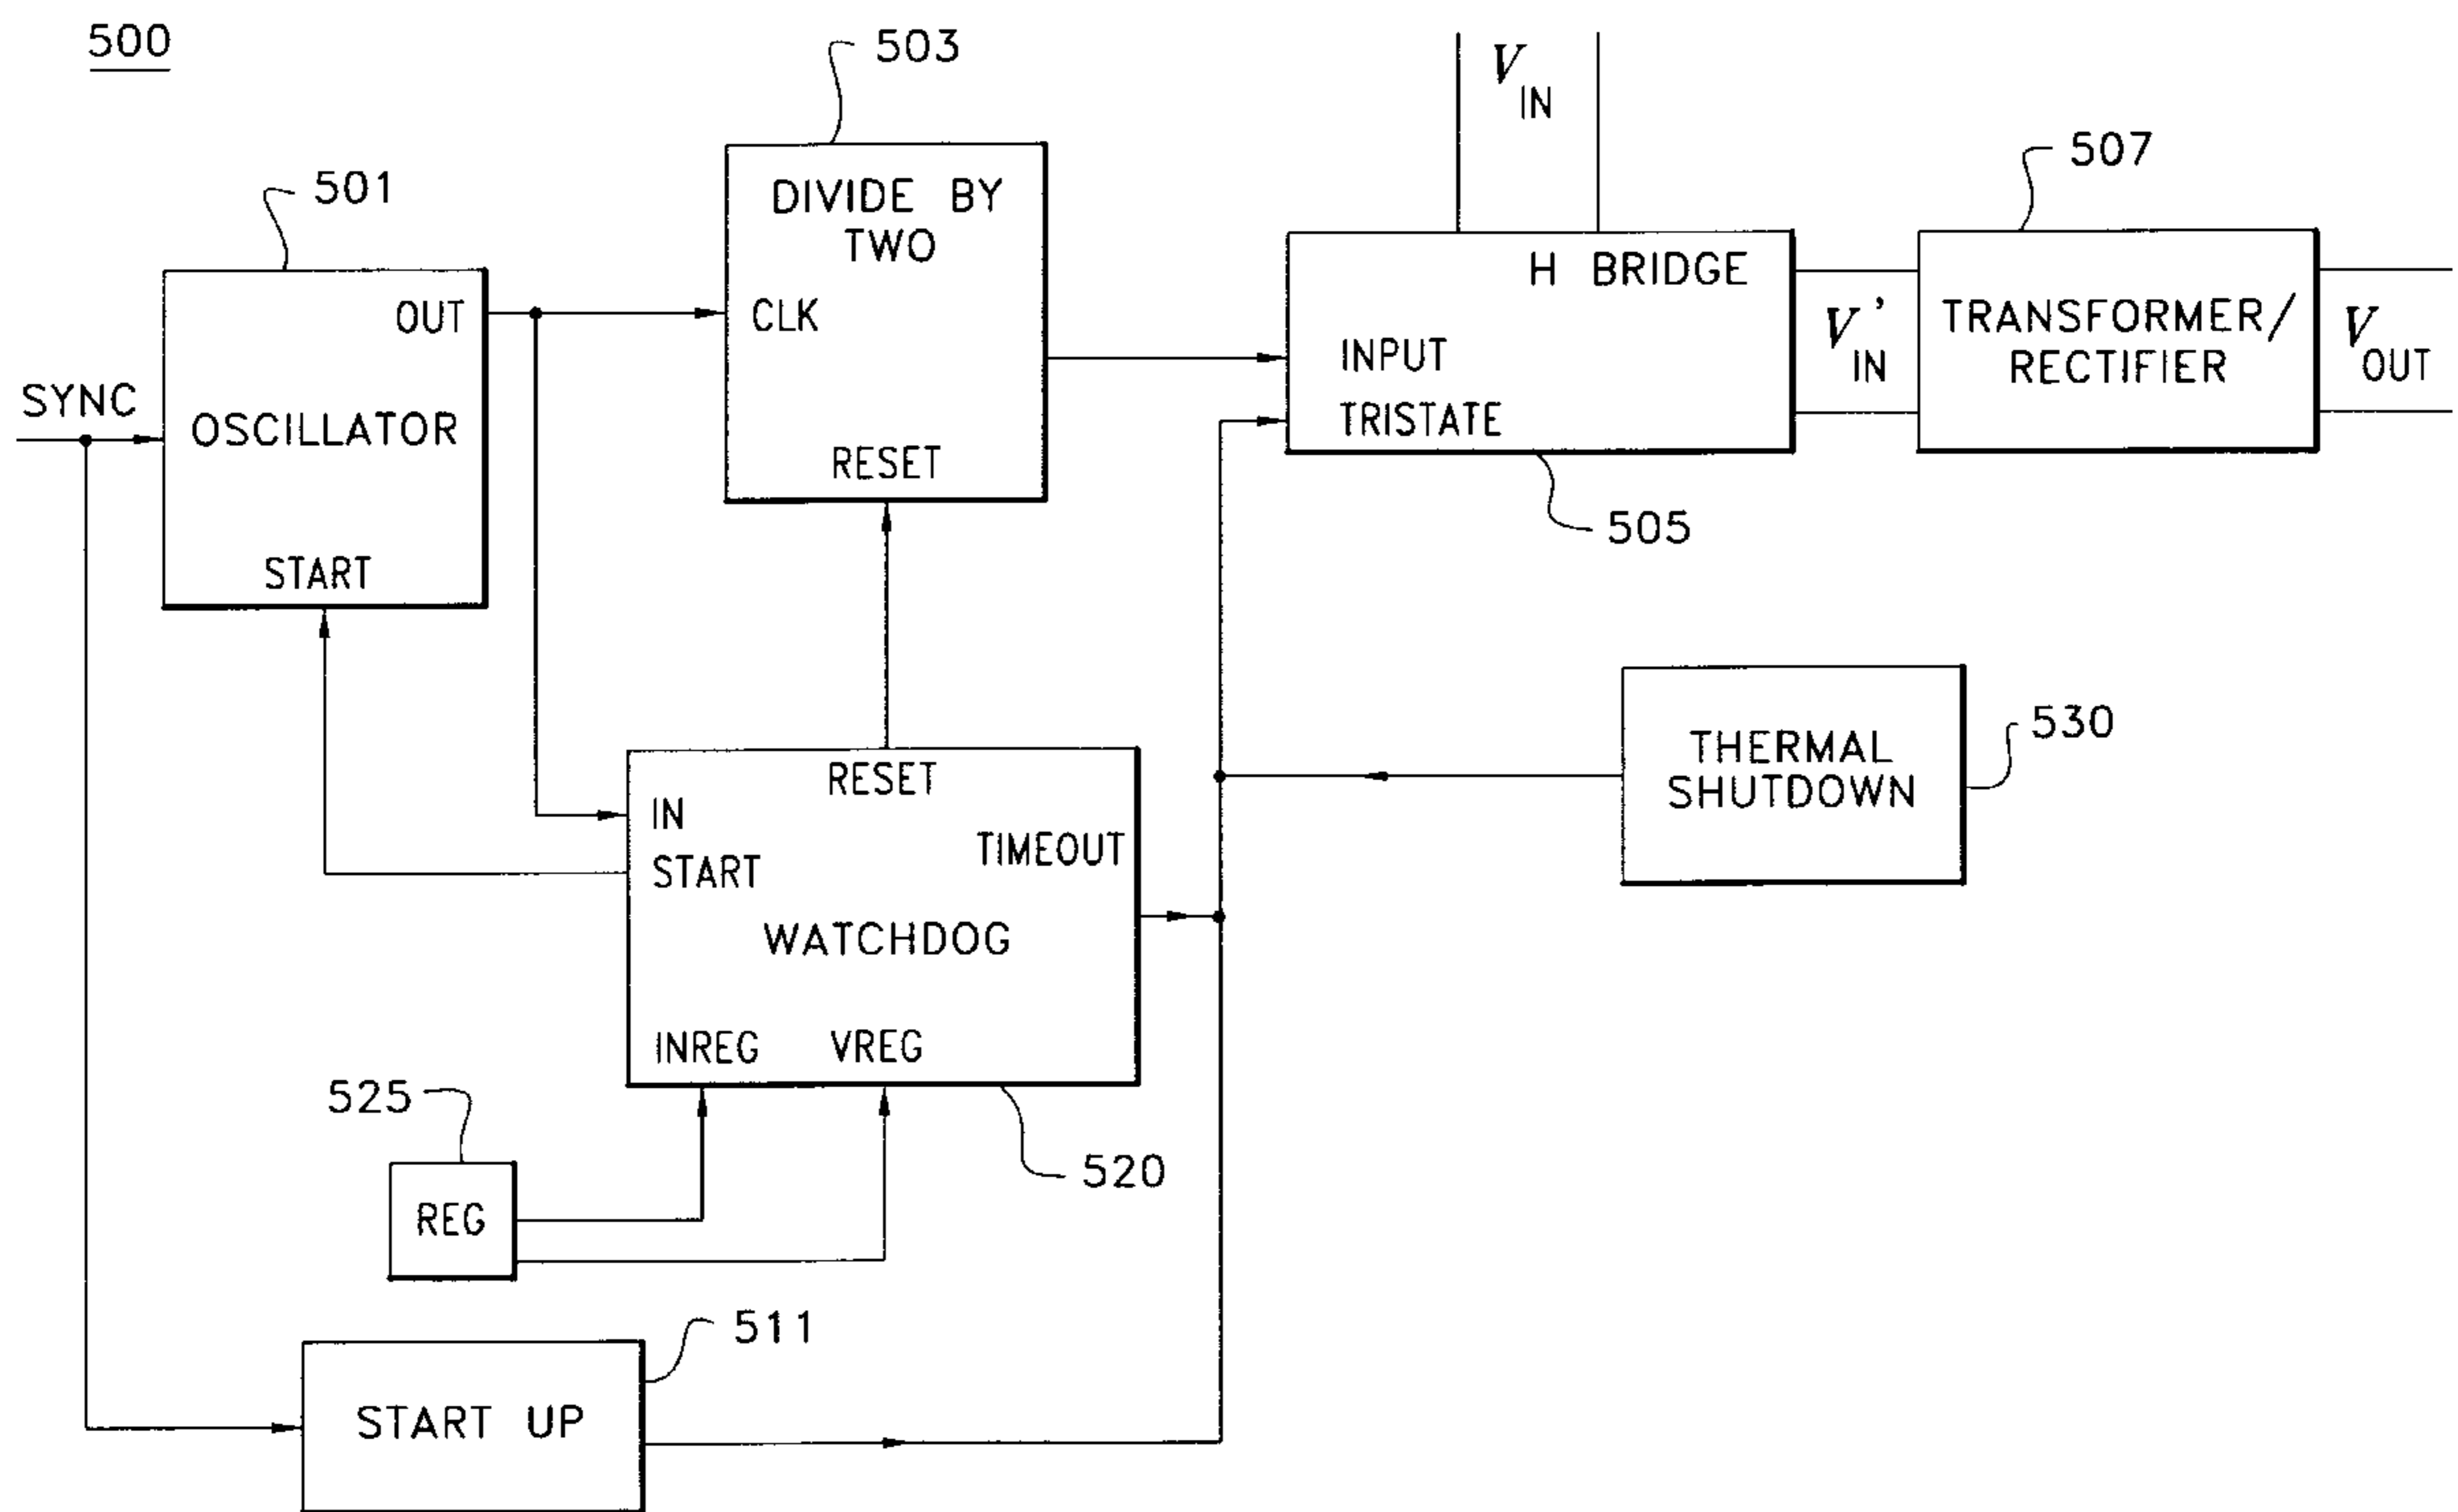 500
503
V IN
507
501
DIVIDE BY
TWO
H BRIDGE
OUT
CLK
INPUT
V' IN
TRANSFORMER/
RECTIFIER
V OUT
SYNC
OSCILLATOR
TRISTATE
RESET
505
START
530
THERMAL
SHUTDOWN
RESET
IN
TIMEOUT
START
WATCHDOG
INREG
VREG
525
520
REG
511
START UP